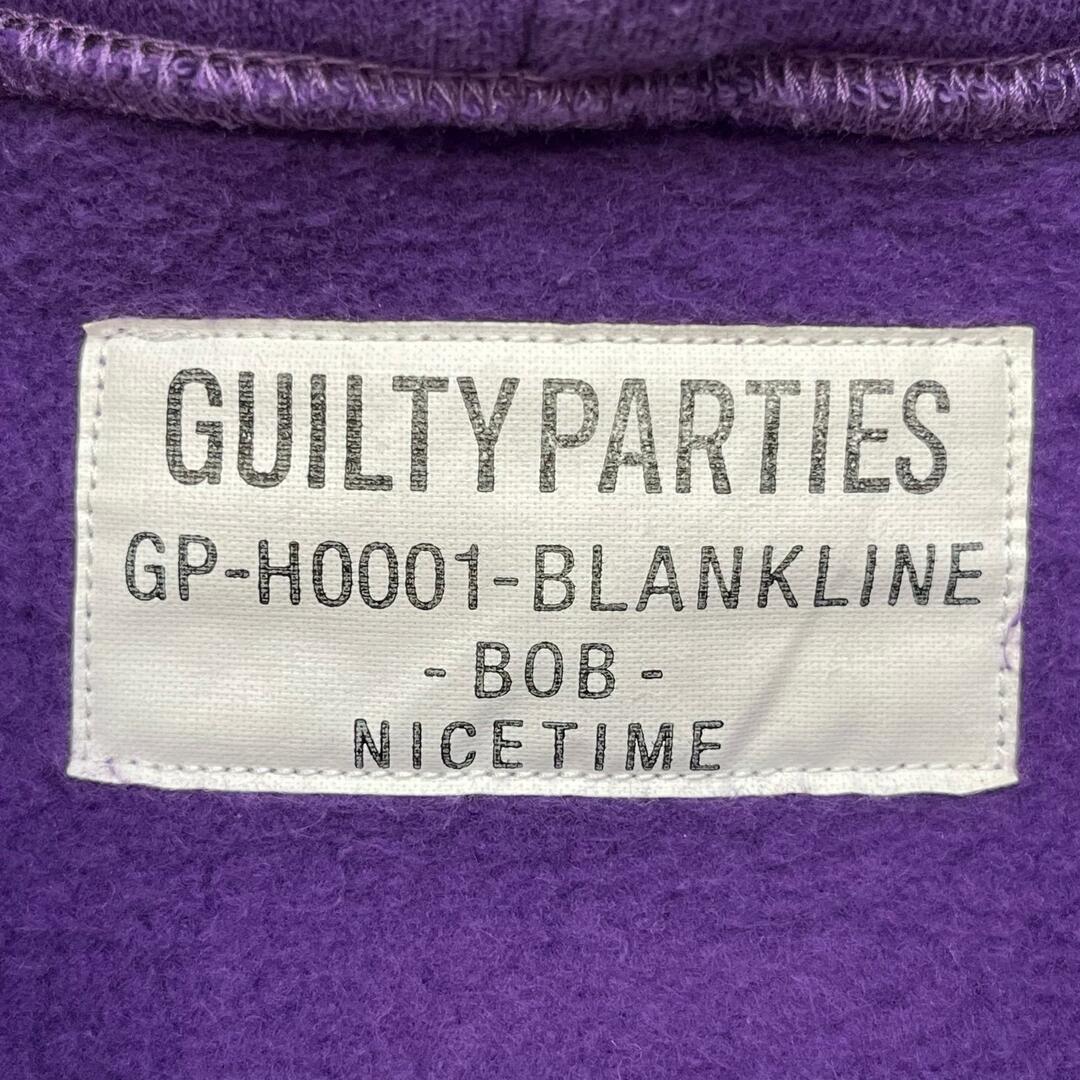 GUILTY PARTIES
GP-H0001-BLANKLINE
- BOB -
NICETIME